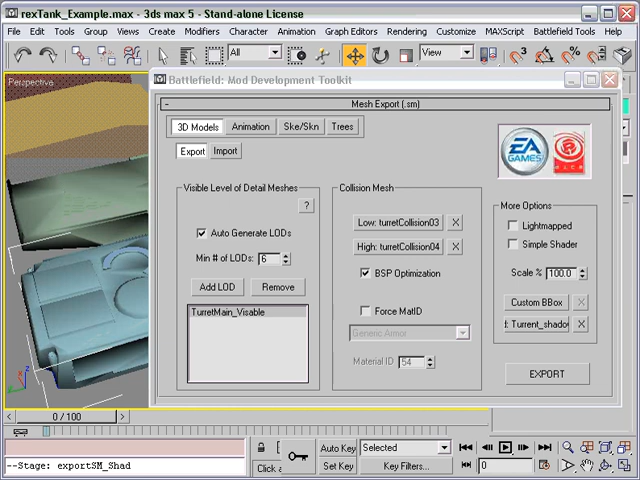 rexTank_Example.max - 3ds max 5 - Stand-alone License
File Edit Tools Group Views Create Modifiers Character Animation Graph Editors Rendering Customize MAXScript Battlefield Tools Help
All View
Perspective
Battlefield: Mod Development Toolkit
- Mesh Export (.sm)
3D Models Animation Ske/Skn Trees
Export Import
EA GAMES
Visible Level of Detail Meshes
?
Auto Generate LODs
Min # of LODs: 6
Add LOD Remove
TurretMain_Visable
Collision Mesh
Low: turretCollision03 X
High: turretCollision04 X
BSP Optimization
Force MatID
Generic Armor
Material ID 54
More Options
Lightmapped
Simple Shader
Scale % 100.0
Custom BBox X
d: Turrent_shadow X
EXPORT
< 0 / 100 >
Auto Key Selected
Set Key Key Filters...
0
--Stage: exportSM_Shad
Click a